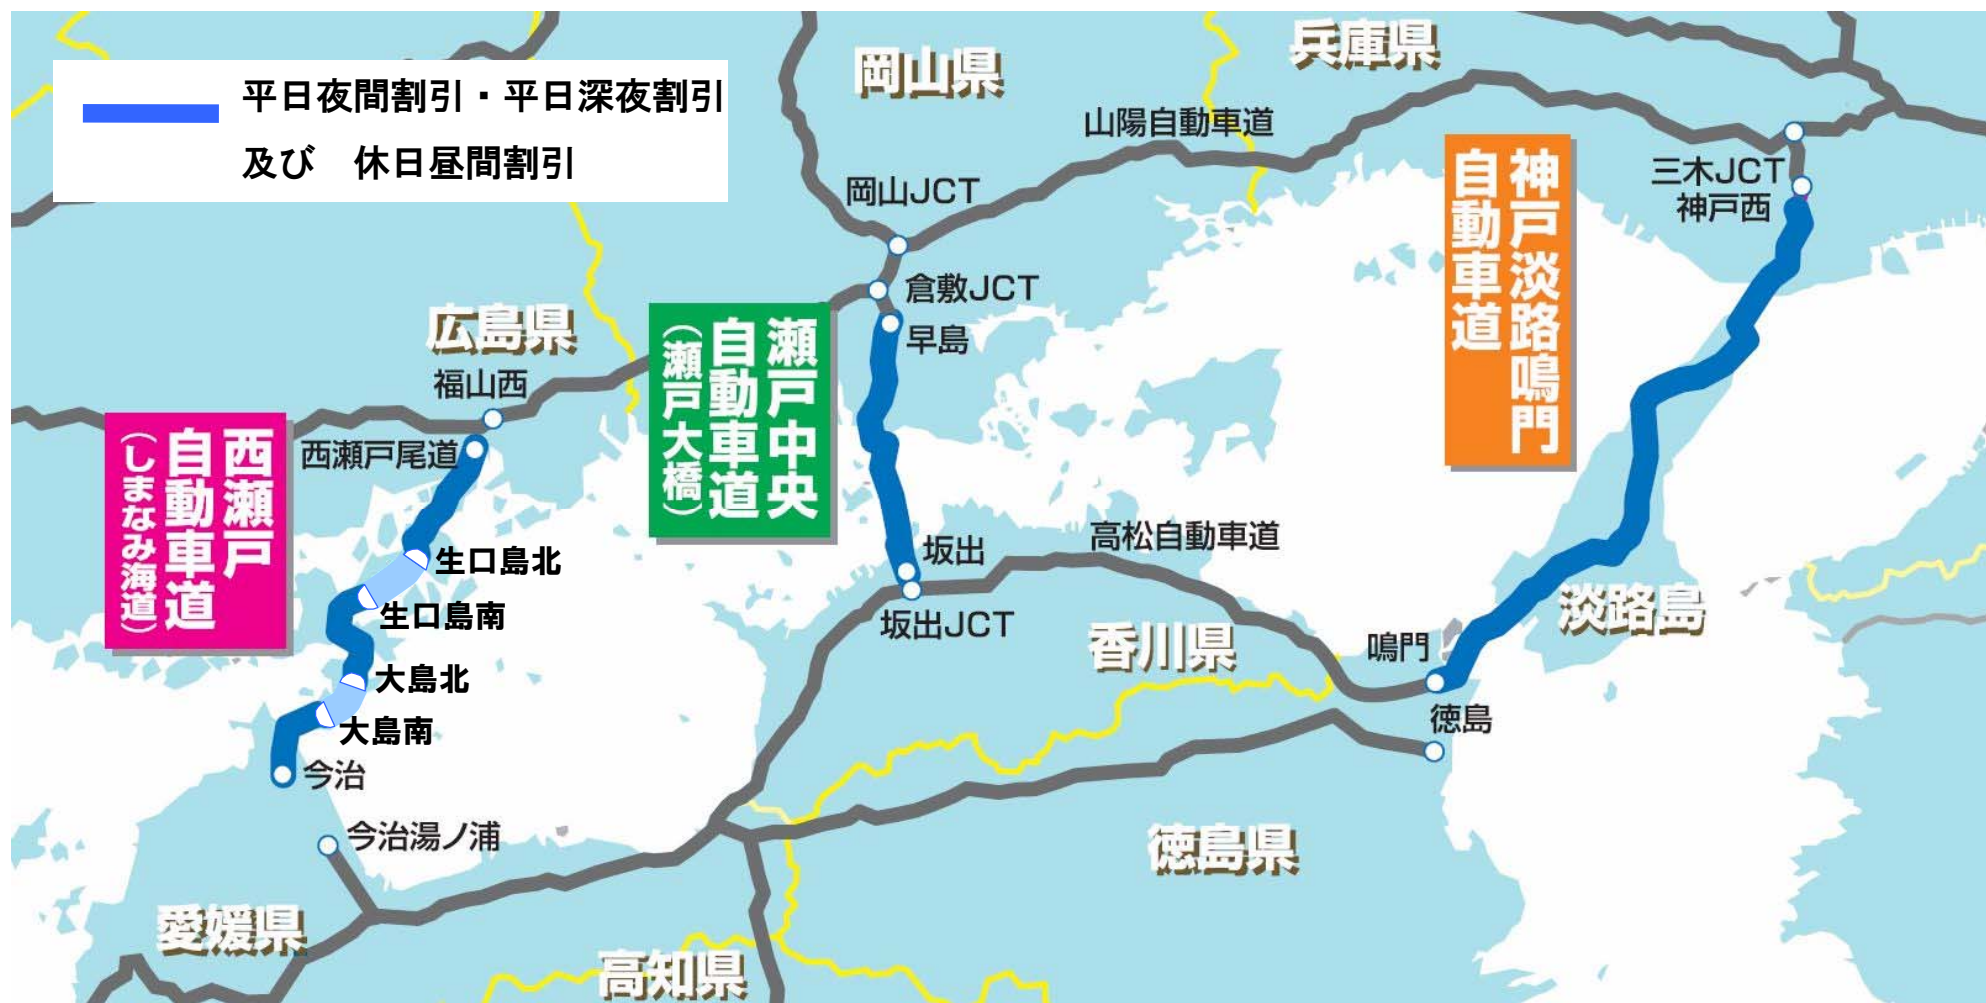 平日夜間割引・平日深夜割引
及び　休日昼間割引
岡山県
兵庫県
山陽自動車道
岡山JCT
三木JCT
神戸西
神戸淡路鳴門
自動車道
倉敷JCT
早島
広島県
福山西
瀬戸中央
自動車道
(瀬戸大橋)
西瀬戸尾道
西瀬戸
自動車道
(しまなみ海道)
生口島北
生口島南
大島北
大島南
今治
今治湯ノ浦
坂出
坂出JCT
高松自動車道
香川県
鳴門
淡路島
徳島
徳島県
愛媛県
高知県